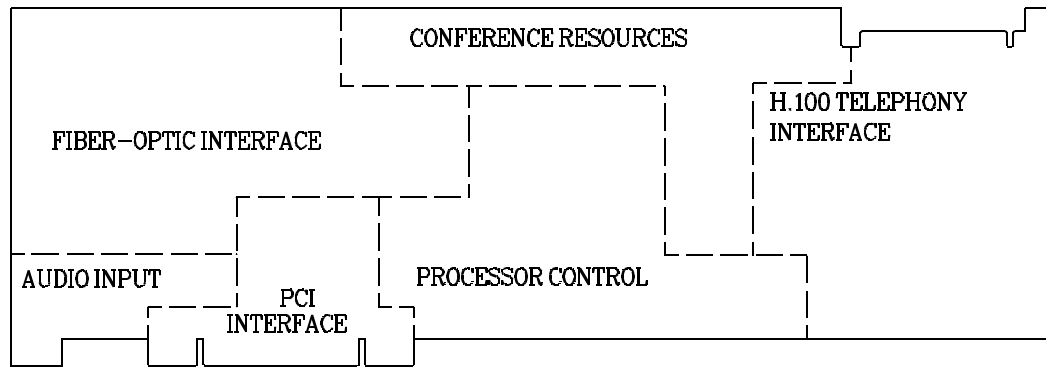 CONFERENCE RESOURCES
H.100 TELEPHONY
INTERFACE
FIBER-OPTIC INTERFACE
AUDIO INPUT
PROCESSOR CONTROL
PCI
INTERFACE